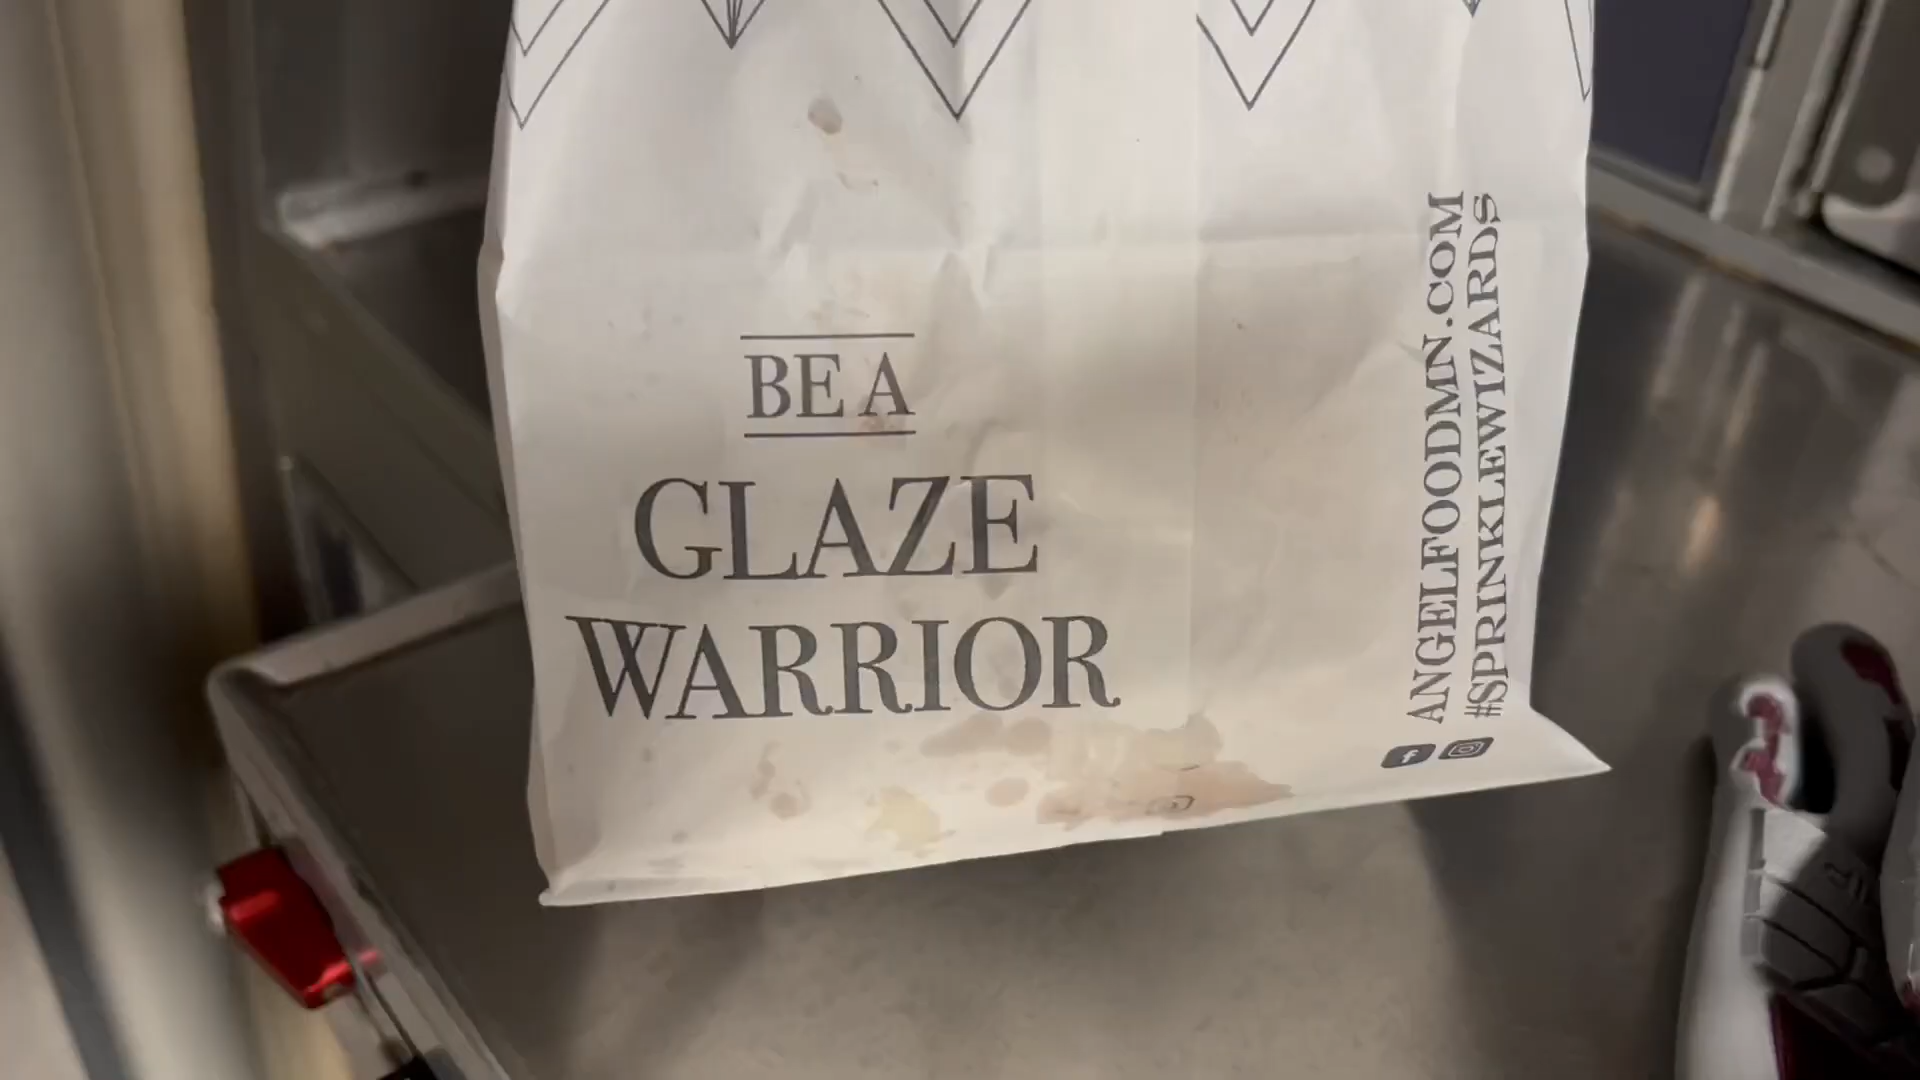 BE A
GLAZE
WARRIOR
ANGELFOODMN.COM
#SPRINKLEWIZARDS